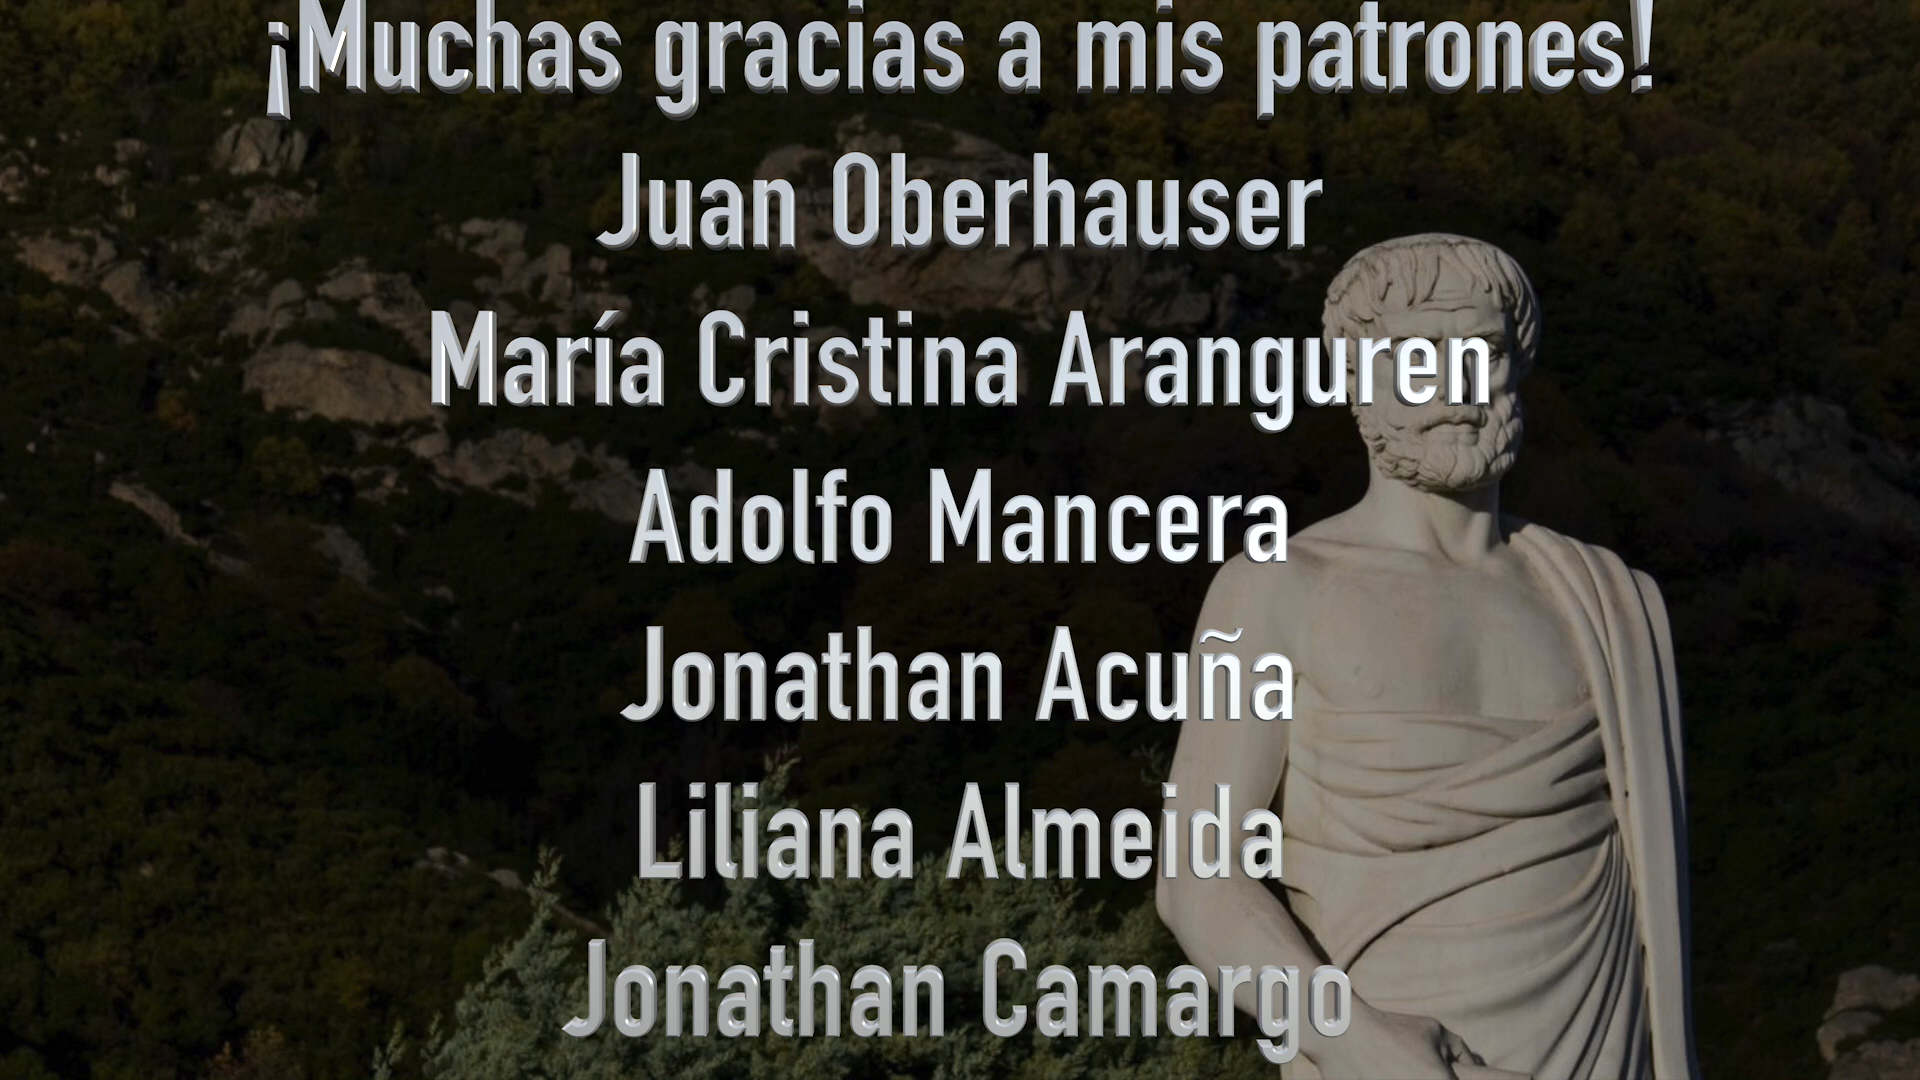 ¡Muchas gracias a mis patrones!
Juan Oberhauser
María Cristina Aranguren
Adolfo Mancera
Jonathan Acuña
Liliana Almeida
Jonathan Camargo